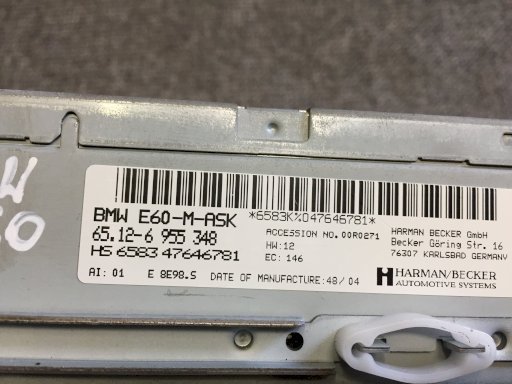 W
60
BMW E60-M-ASK *6583K%047646781*
65.12-6 955 348 ACCESSION NO.00R0271 HARMAN BECKER GmbH
HS 6583 47646781 HW:12 Becker Göring Str. 16
EC: 146 76307 KARLSBAD GERMANY
AI: 01 E 8E98.5 DATE OF MANUFACTURE:48/04 HARMAN/BECKER
AUTOMOTIVE SYSTEMS